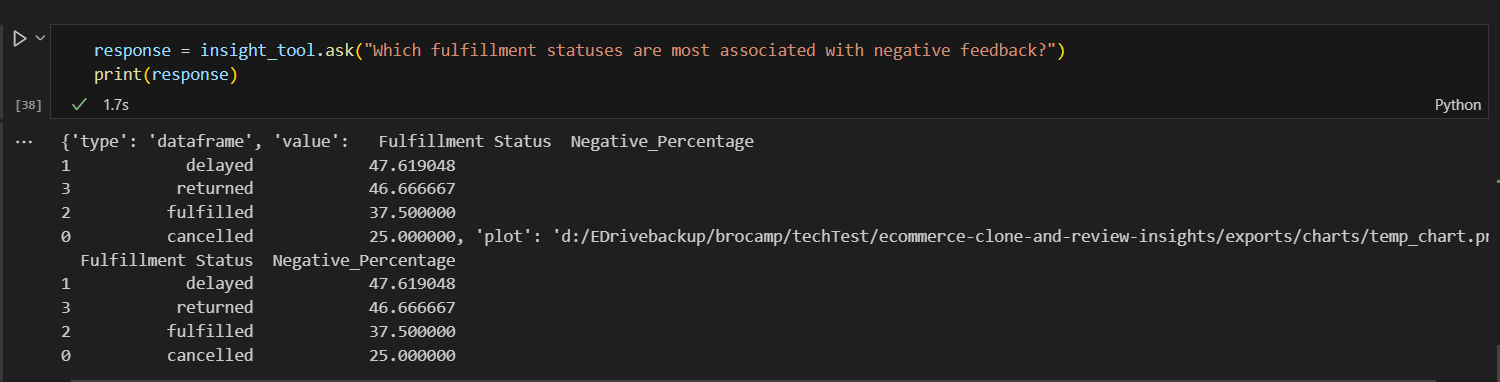 response = insight_tool.ask("Which fulfillment statuses are most associated with negative feedback?")
print(response)
[38] 1.7s Python
... {'type': 'dataframe', 'value':   Fulfillment Status  Negative_Percentage
1            delayed            47.619048
3           returned            46.666667
2          fulfilled            37.500000
0          cancelled            25.000000, 'plot': 'd:/EDrivebackup/brocamp/techTest/ecommerce-clone-and-review-insights/exports/charts/temp_chart.pn
  Fulfillment Status  Negative_Percentage
1            delayed            47.619048
3           returned            46.666667
2          fulfilled            37.500000
0          cancelled            25.000000